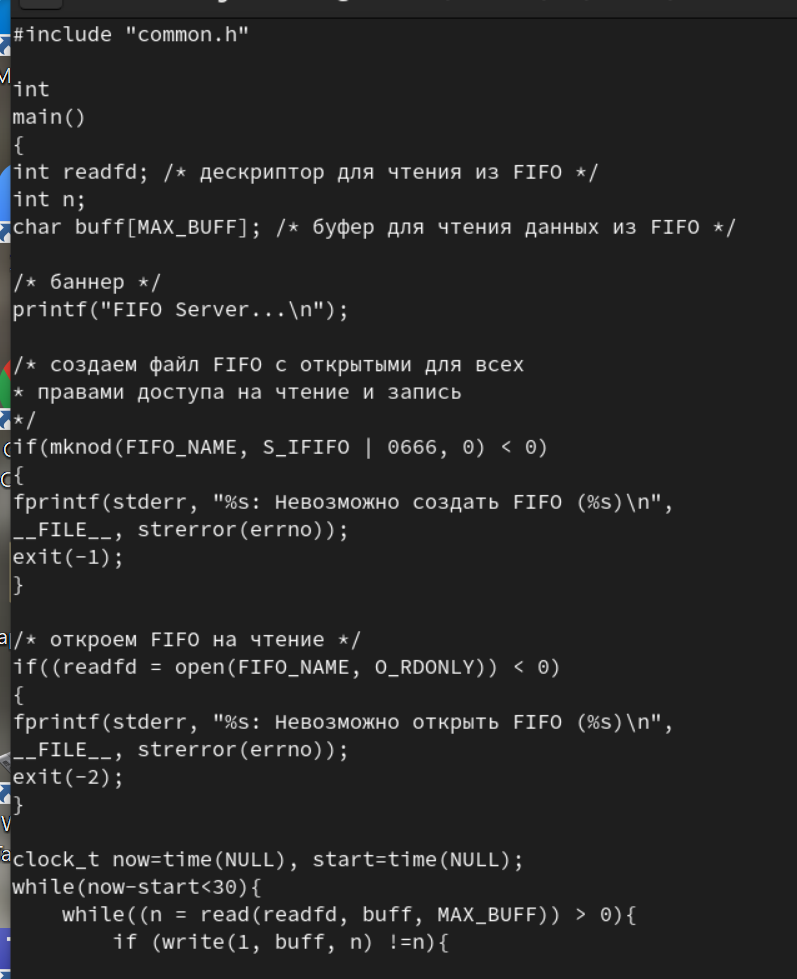 #include "common.h"
int
main()
{
int readfd; /* дескриптор для чтения из FIFO */
int n;
char buff[MAX_BUFF]; /* буфер для чтения данных из FIFO */
/* баннер */
printf("FIFO Server...\n");
/* создаем файл FIFO с открытыми для всех
* правами доступа на чтение и запись
*/
if(mknod(FIFO_NAME, S_IFIFO | 0666, 0) < 0)
{
fprintf(stderr, "%s: Невозможно создать FIFO (%s)\n",
__FILE__, strerror(errno));
exit(-1);
}
/* откроем FIFO на чтение */
if((readfd = open(FIFO_NAME, O_RDONLY)) < 0)
{
fprintf(stderr, "%s: Невозможно открыть FIFO (%s)\n",
__FILE__, strerror(errno));
exit(-2);
}
clock_t now=time(NULL), start=time(NULL);
while(now-start<30){
    while((n = read(readfd, buff, MAX_BUFF)) > 0){
        if (write(1, buff, n) !=n){